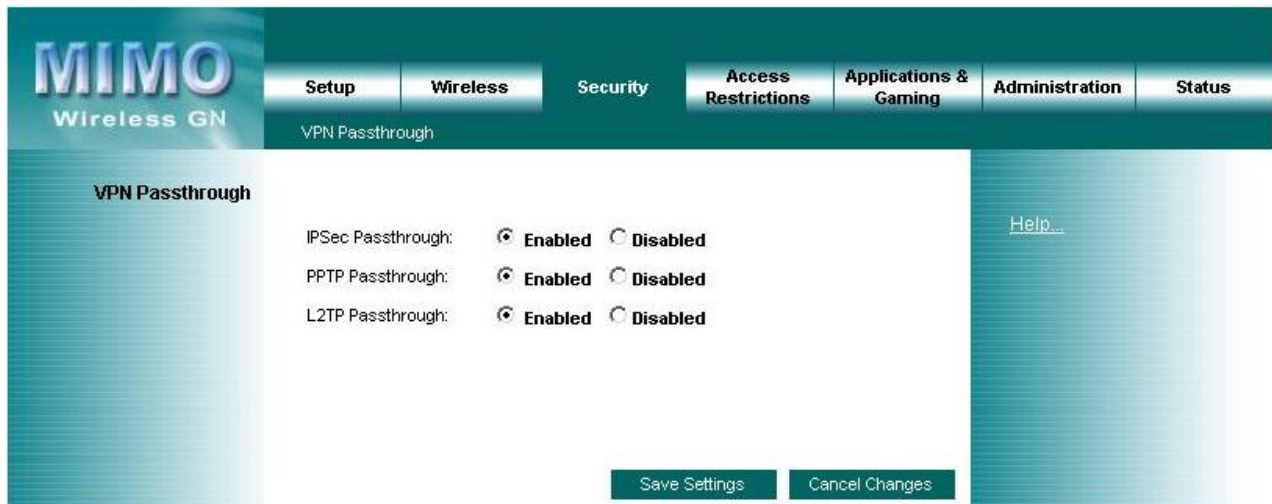 MIMO
Wireless GN
Setup
Wireless
Security
Access
Restrictions
Applications &
Gaming
Administration
Status
VPN Passthrough
VPN Passthrough
IPSec Passthrough: Enabled Disabled
PPTP Passthrough: Enabled Disabled
L2TP Passthrough: Enabled Disabled
Help...
Save Settings Cancel Changes